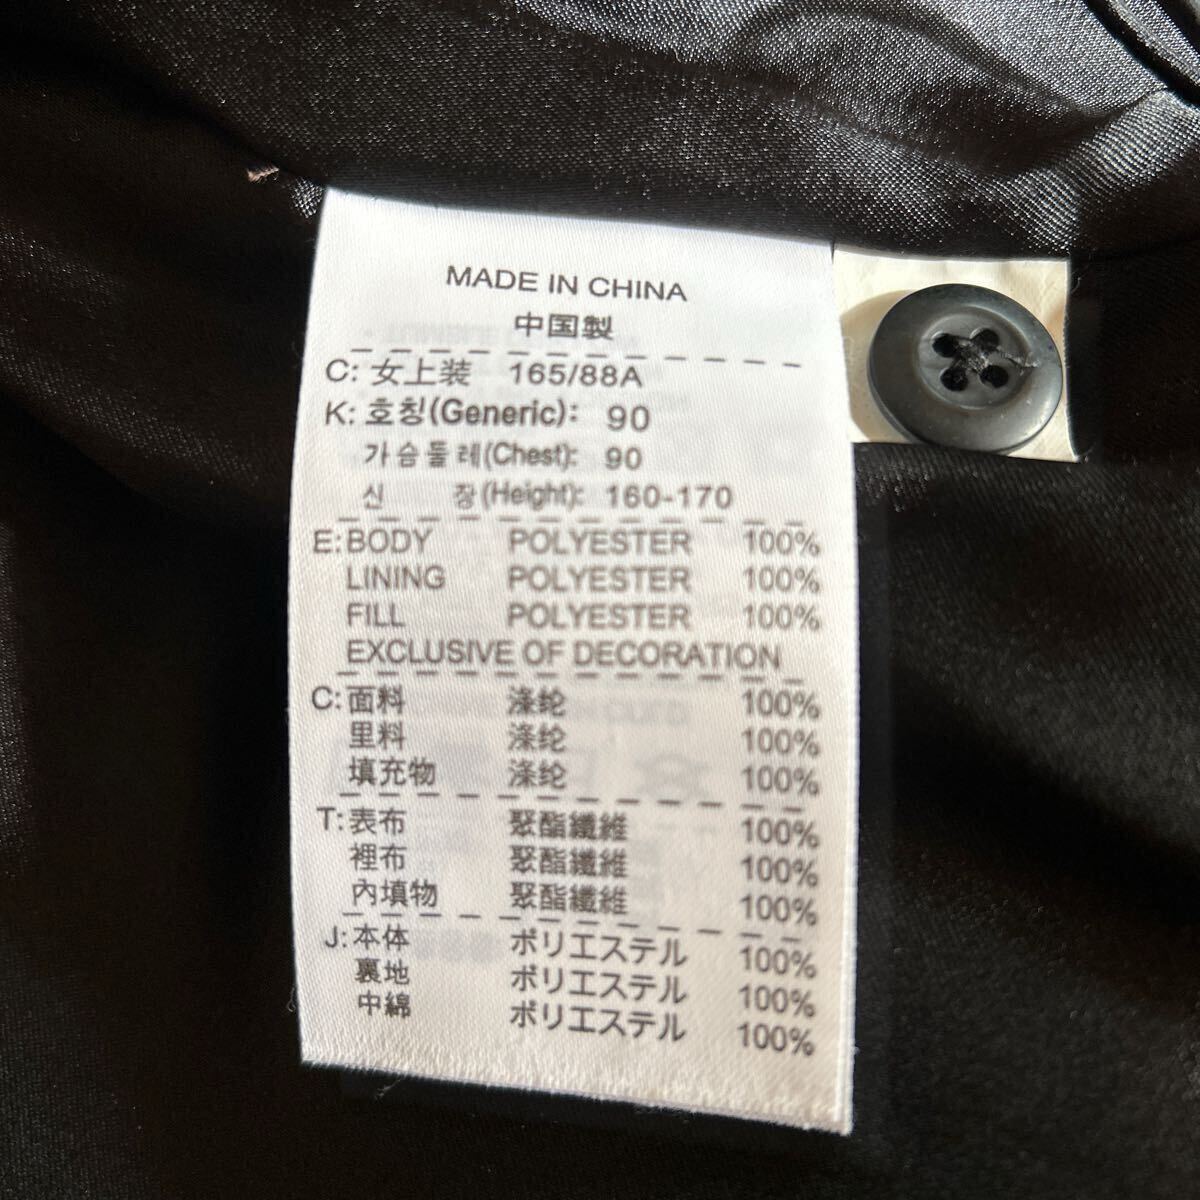 MADE IN CHINA
中国製
C: 女上装 165/88A
K: 호칭(Generic): 90
가슴둘레(Chest): 90
신 장(Height): 160-170
E: BODY POLYESTER 100%
LINING POLYESTER 100%
FILL POLYESTER 100%
EXCLUSIVE OF DECORATION
C: 面料 涤纶 100%
里料 涤纶 100%
填充物 涤纶 100%
T: 表布 聚酯纖維 100%
裡布 聚酯纖維 100%
內填物 聚酯纖維 100%
J: 本体 ポリエステル 100%
裏地 ポリエステル 100%
中綿 ポリエステル 100%